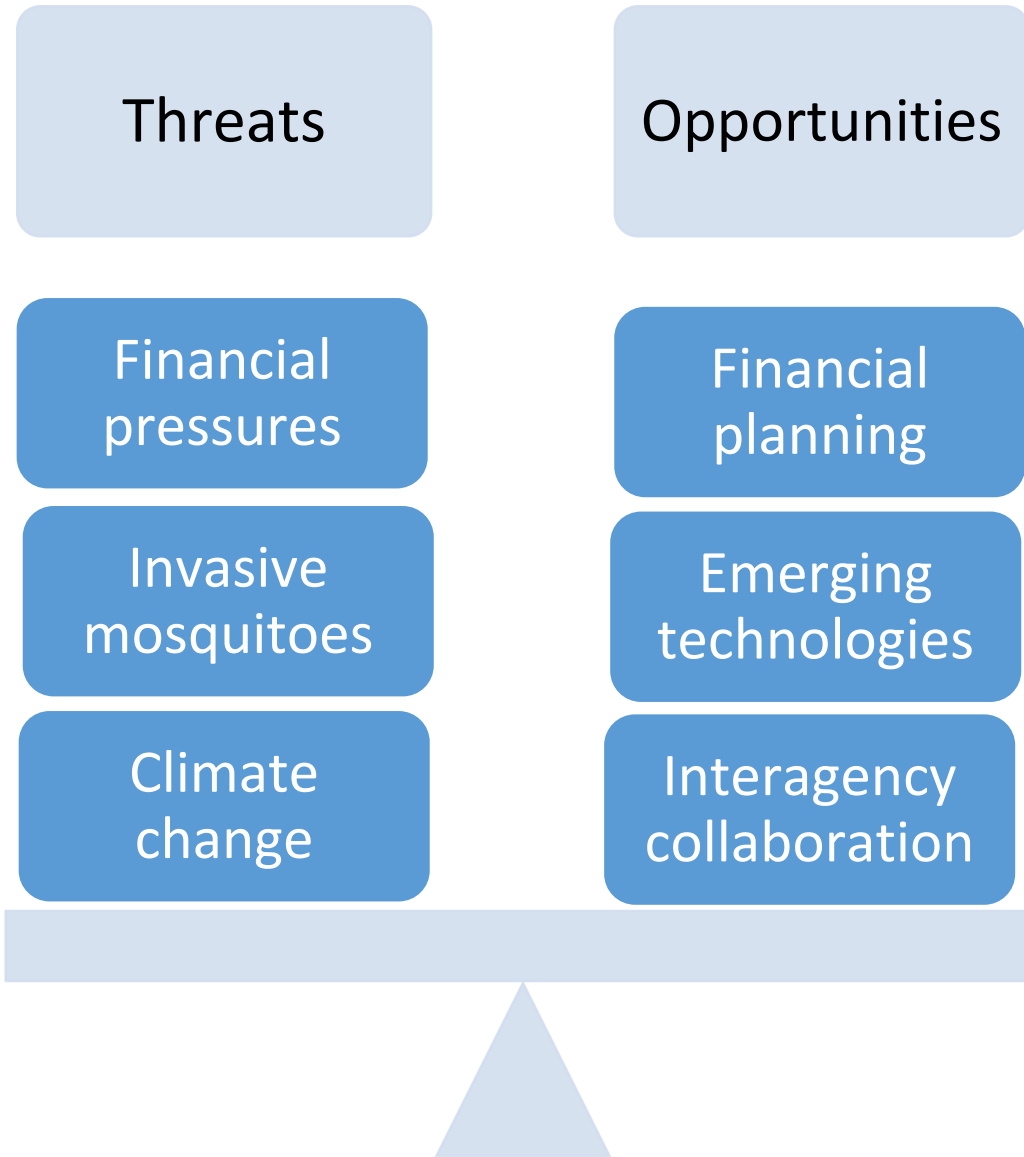 Threats
Opportunities
Financial
pressures
Invasive
mosquitoes
Climate
change
Financial
planning
Emerging
technologies
Interagency
collaboration